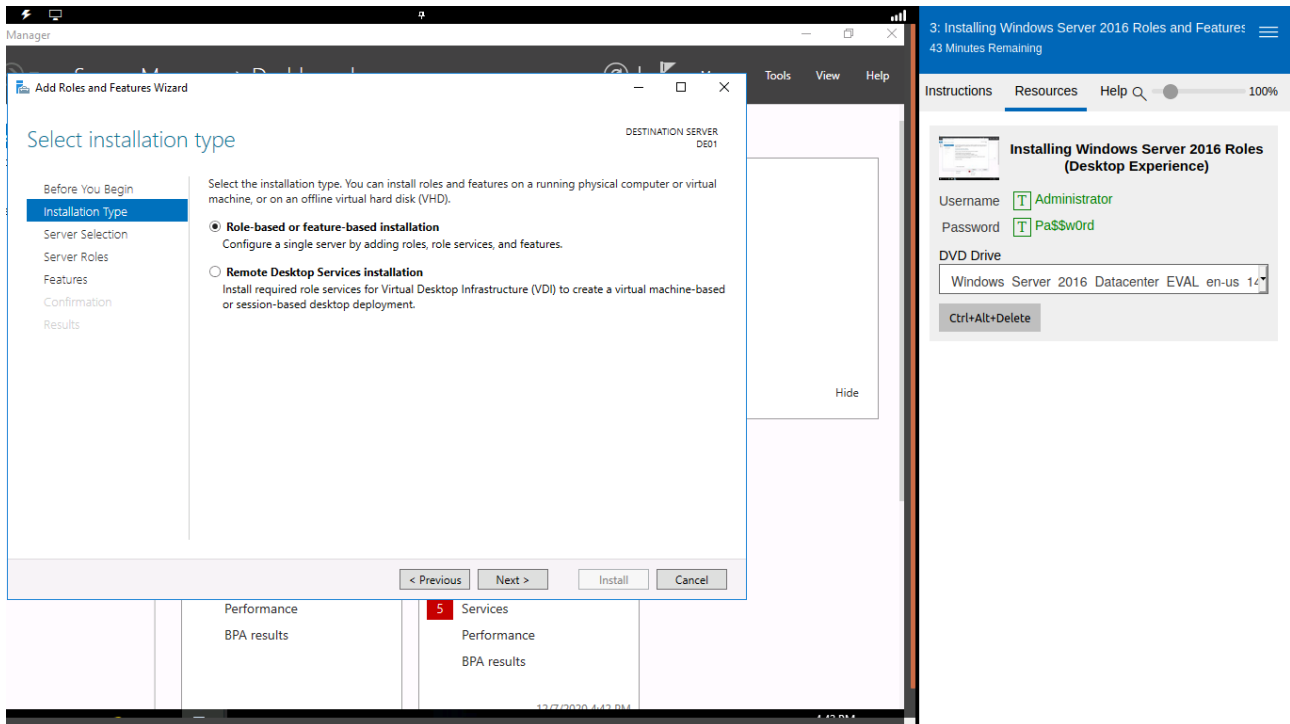 Manager
Tools
View
Help
Add Roles and Features Wizard
Select installation type
DESTINATION SERVER
DE01
Before You Begin
Installation Type
Server Selection
Server Roles
Features
Confirmation
Results
Select the installation type. You can install roles and features on a running physical computer or virtual
machine, or on an offline virtual hard disk (VHD).
Role-based or feature-based installation
Configure a single server by adding roles, role services, and features.
Remote Desktop Services installation
Install required role services for Virtual Desktop Infrastructure (VDI) to create a virtual machine-based
or session-based desktop deployment.
Hide
< Previous
Next >
Install
Cancel
Performance
BPA results
5 Services
Performance
BPA results
12/7/2020 4:42 PM
3: Installing Windows Server 2016 Roles and Features
43 Minutes Remaining
Instructions
Resources
Help
100%
Installing Windows Server 2016 Roles
(Desktop Experience)
Username T Administrator
Password T Pa$$w0rd
DVD Drive
Windows Server 2016 Datacenter EVAL en-us 14
Ctrl+Alt+Delete